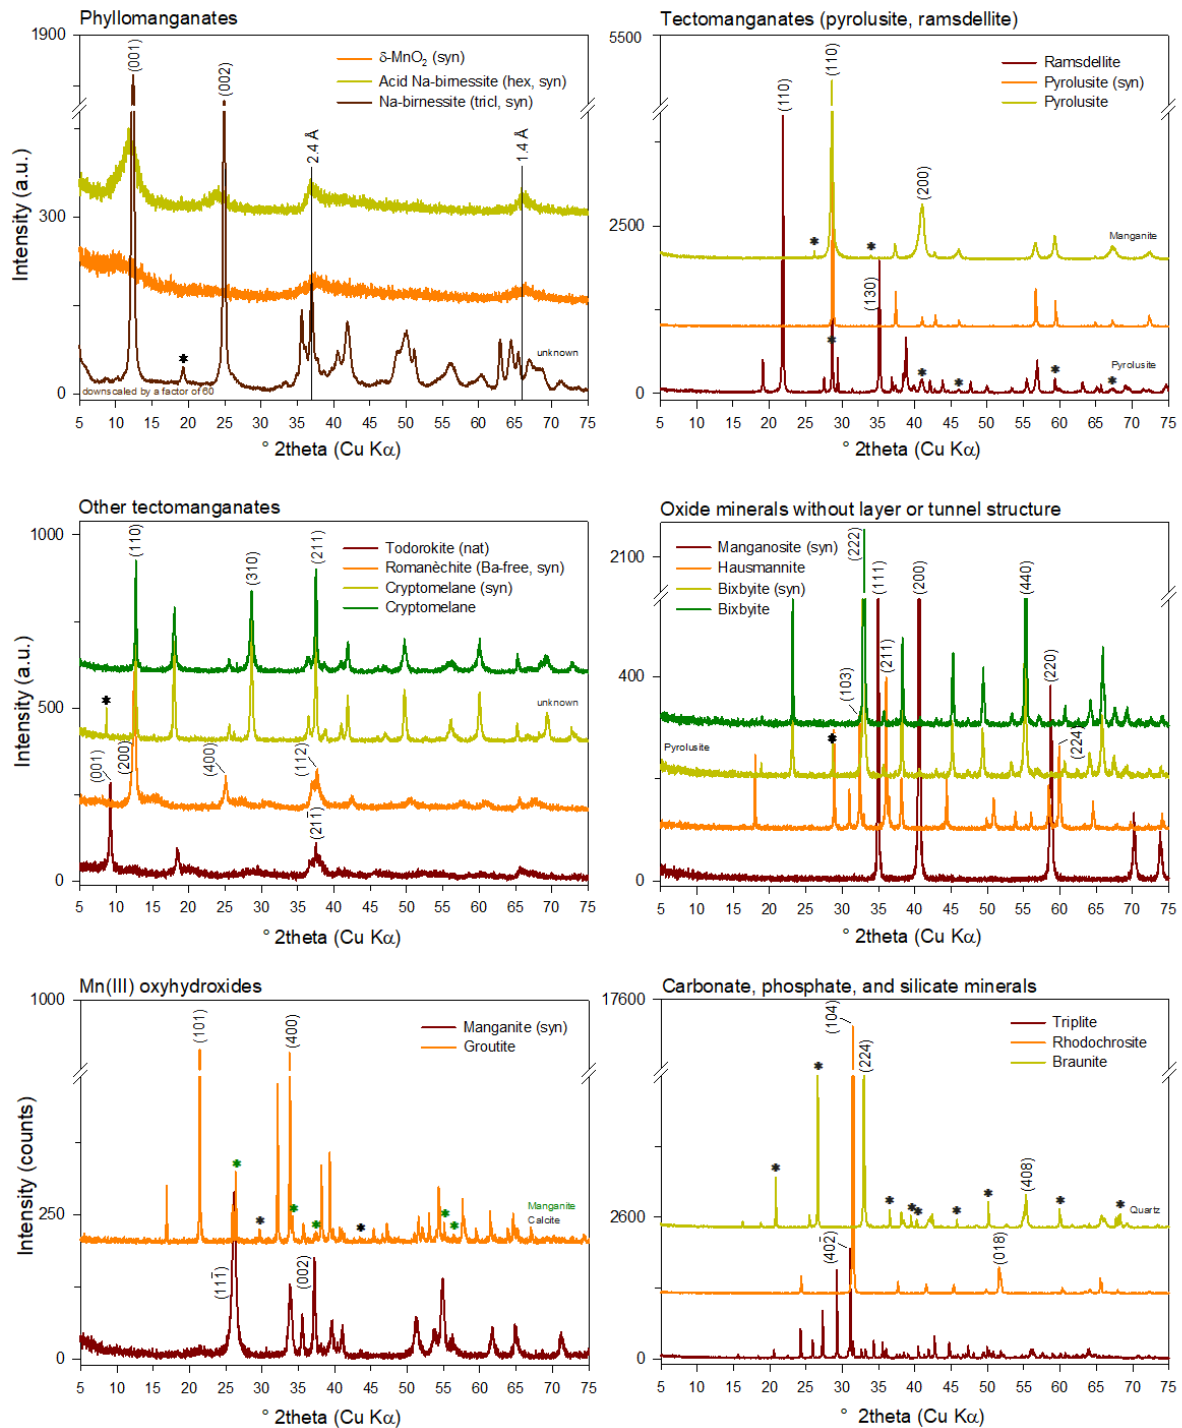 Phyllomanganates
1900
300
0
Intensity (a.u.)
(001)
(002)
δ-MnO2 (syn)
Acid Na-birnessite (hex, syn)
Na-birnessite (tricl, syn)
2.4 Å
1.4 Å
*
unknown
downscaled by a factor of 60
5 10 15 20 25 30 35 40 45 50 55 60 65 70 75
° 2theta (Cu Kα)
Tectomanganates (pyrolusite, ramsdellite)
5500
2500
0
Intensity (a.u.)
(110)
(110)
Ramsdellite
Pyrolusite (syn)
Pyrolusite
(200)
* *
Manganite
(130)
* * * * * *
Pyrolusite
5 10 15 20 25 30 35 40 45 50 55 60 65 70 75
° 2theta (Cu Kα)
Other tectomanganates
1000
500
0
Intensity (a.u.)
(110)
(310)
(211)
Todorokite (nat)
Romanèchite (Ba-free, syn)
Cryptomelane (syn)
Cryptomelane
*
unknown
(001)
(200)
(400)
(112)
(21̅1)
5 10 15 20 25 30 35 40 45 50 55 60 65 70 75
° 2theta (Cu Kα)
Oxide minerals without layer or tunnel structure
2100
400
0
(222)
(111)
(200)
(440)
Manganosite (syn)
Hausmannite
Bixbyite (syn)
Bixbyite
(103)
(211)
(220)
(224)
Pyrolusite
*
5 10 15 20 25 30 35 40 45 50 55 60 65 70 75
° 2theta (Cu Kα)
Mn(III) oxyhydroxides
1000
250
0
Intensity (counts)
(101)
(400)
Manganite (syn)
Groutite
* * * * * * *
Manganite
Calcite
(111̅)
(002)
5 10 15 20 25 30 35 40 45 50 55 60 65 70 75
° 2theta (Cu Kα)
Carbonate, phosphate, and silicate minerals
17600
2600
0
(104)
(224)
Triplite
Rhodochrosite
Braunite
* * * * * * * * *
(408)
Quartz
(4̅02)
(018)
5 10 15 20 25 30 35 40 45 50 55 60 65 70 75
° 2theta (Cu Kα)